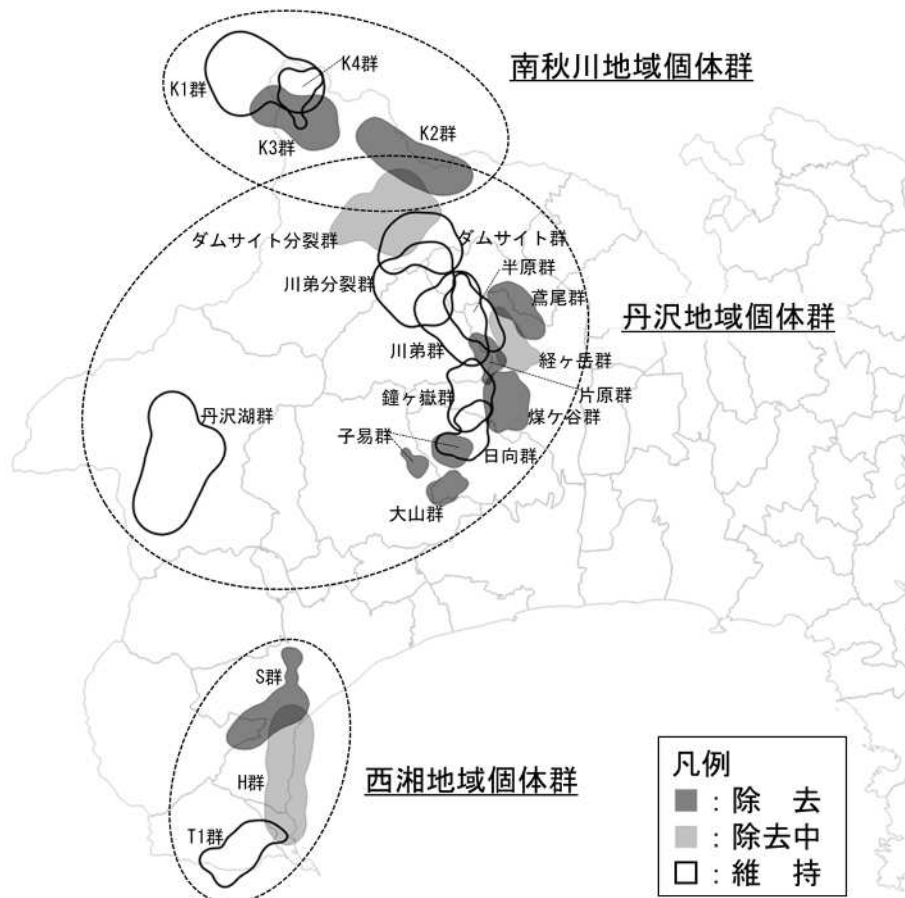 南秋川地域個体群
K4群
K1群
K2群
K3群
ダムサイト分裂群
ダムサイト群
川弟分裂群
半原群
鳶尾群
丹沢地域個体群
川弟群
経ヶ岳群
鐘ヶ嶽群
片原群
丹沢湖群
煤ケ谷群
子易群
日向群
大山群
S群
西湘地域個体群
H群
T1群
凡例
：除　去
：除去中
：維　持